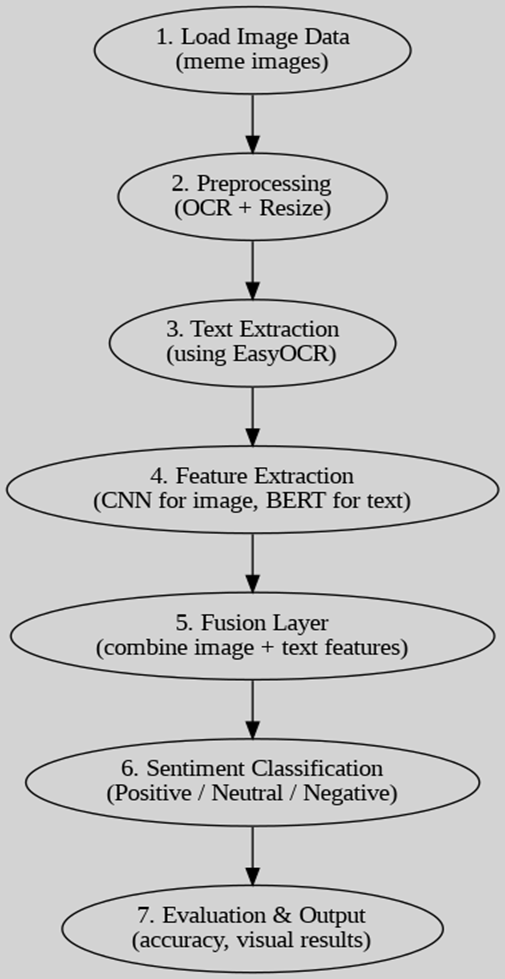 1. Load Image Data
(meme images)
2. Preprocessing
(OCR + Resize)
3. Text Extraction
(using EasyOCR)
4. Feature Extraction
(CNN for image, BERT for text)
5. Fusion Layer
(combine image + text features)
6. Sentiment Classification
(Positive / Neutral / Negative)
7. Evaluation & Output
(accuracy, visual results)